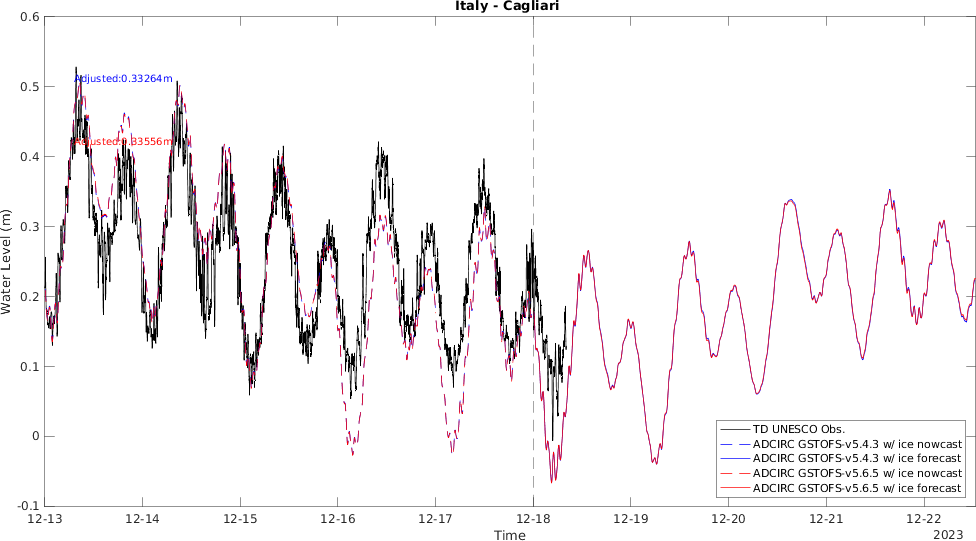 Italy - Cagliari
0.6
0.5
0.4
0.3
0.2
0.1
0
-0.1
Water Level (m)
Adjusted:0.33264m
Adjusted:0.33556m
TD UNESCO Obs.
ADCIRC GSTOFS-v5.4.3 w/ ice nowcast
ADCIRC GSTOFS-v5.4.3 w/ ice forecast
ADCIRC GSTOFS-v5.6.5 w/ ice nowcast
ADCIRC GSTOFS-v5.6.5 w/ ice forecast
12-13 12-14 12-15 12-16 12-17 12-18 12-19 12-20 12-21 12-22
Time
2023